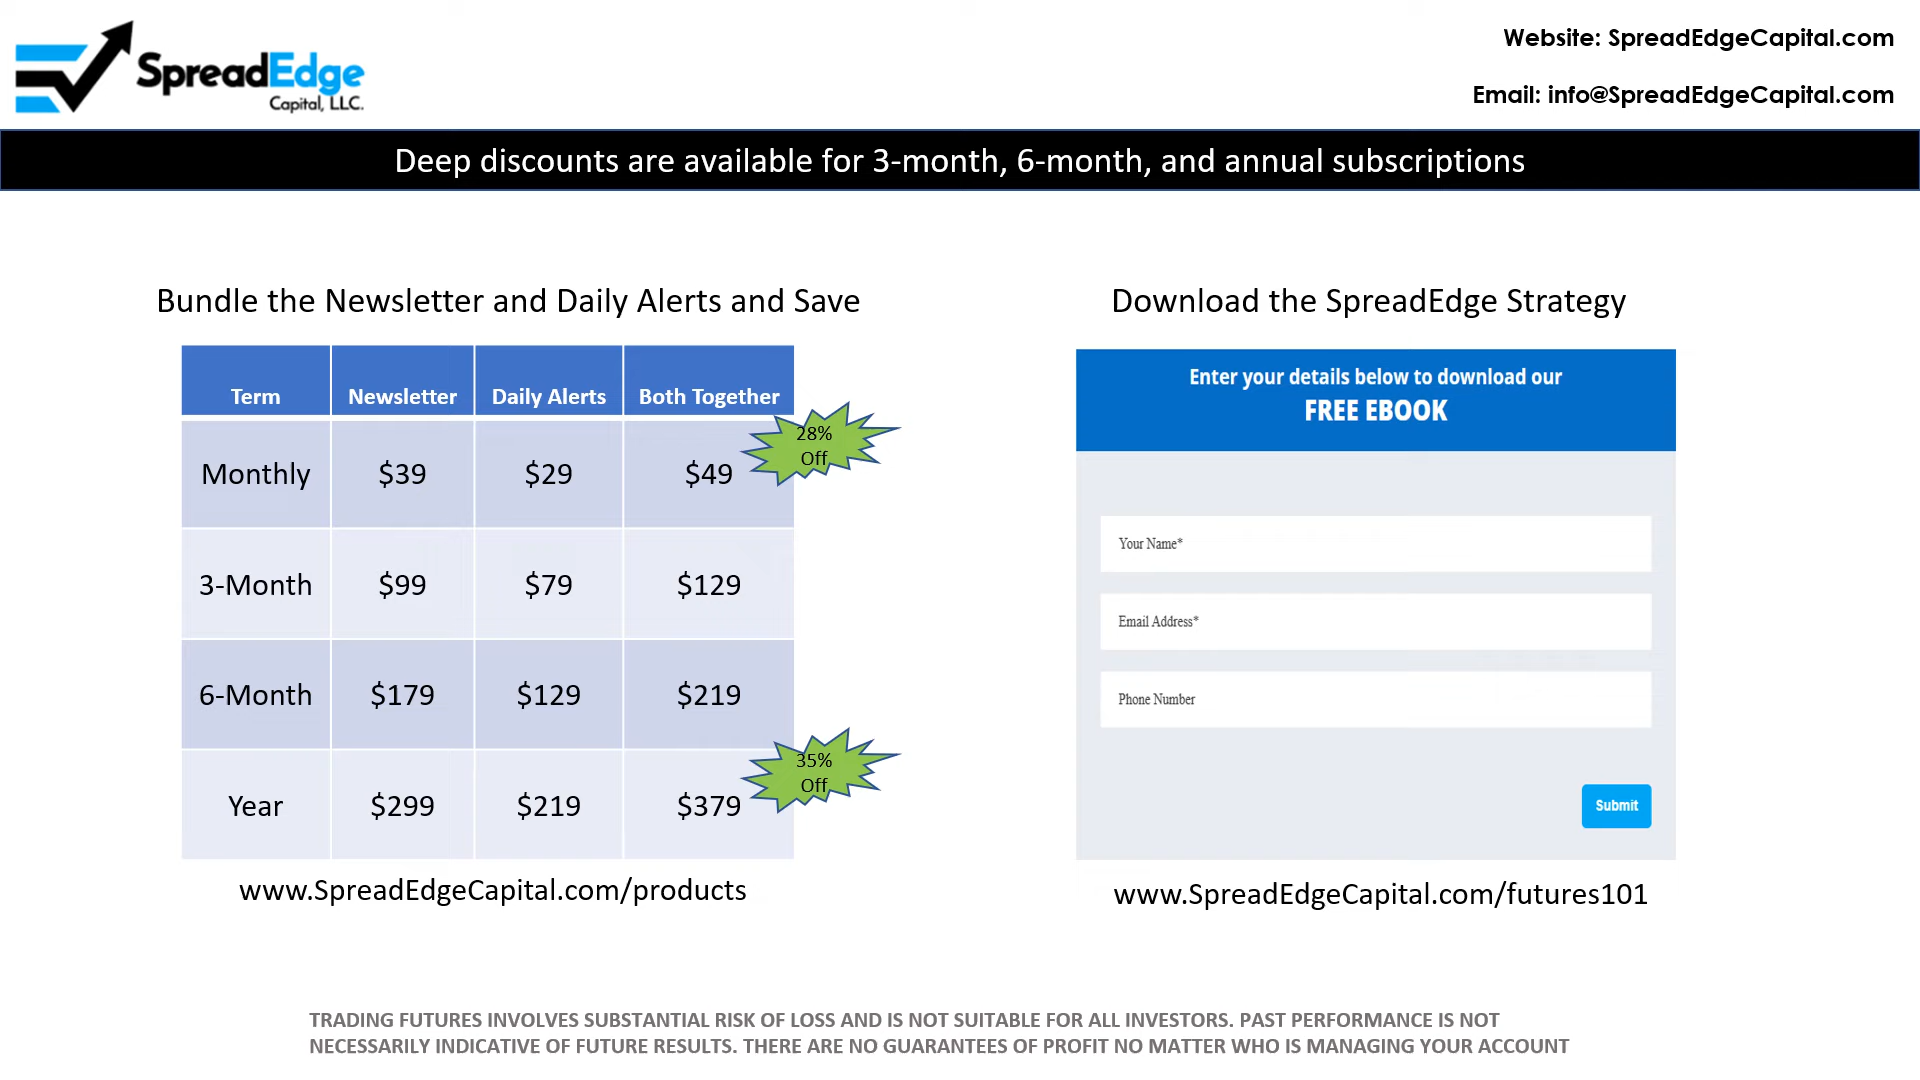 SpreadEdge
Capital, LLC.
Website: SpreadEdgeCapital.com
Email: info@SpreadEdgeCapital.com
Deep discounts are available for 3-month, 6-month, and annual subscriptions
Bundle the Newsletter and Daily Alerts and Save
Term Newsletter Daily Alerts Both Together
28%
Off
Monthly $39 $29 $49
3-Month $99 $79 $129
6-Month $179 $129 $219
35%
Off
Year $299 $219 $379
www.SpreadEdgeCapital.com/products
Download the SpreadEdge Strategy
Enter your details below to download our
FREE EBOOK
Your Name*
Email Address*
Phone Number
Submit
www.SpreadEdgeCapital.com/futures101
TRADING FUTURES INVOLVES SUBSTANTIAL RISK OF LOSS AND IS NOT SUITABLE FOR ALL INVESTORS. PAST PERFORMANCE IS NOT
NECESSARILY INDICATIVE OF FUTURE RESULTS. THERE ARE NO GUARANTEES OF PROFIT NO MATTER WHO IS MANAGING YOUR ACCOUNT